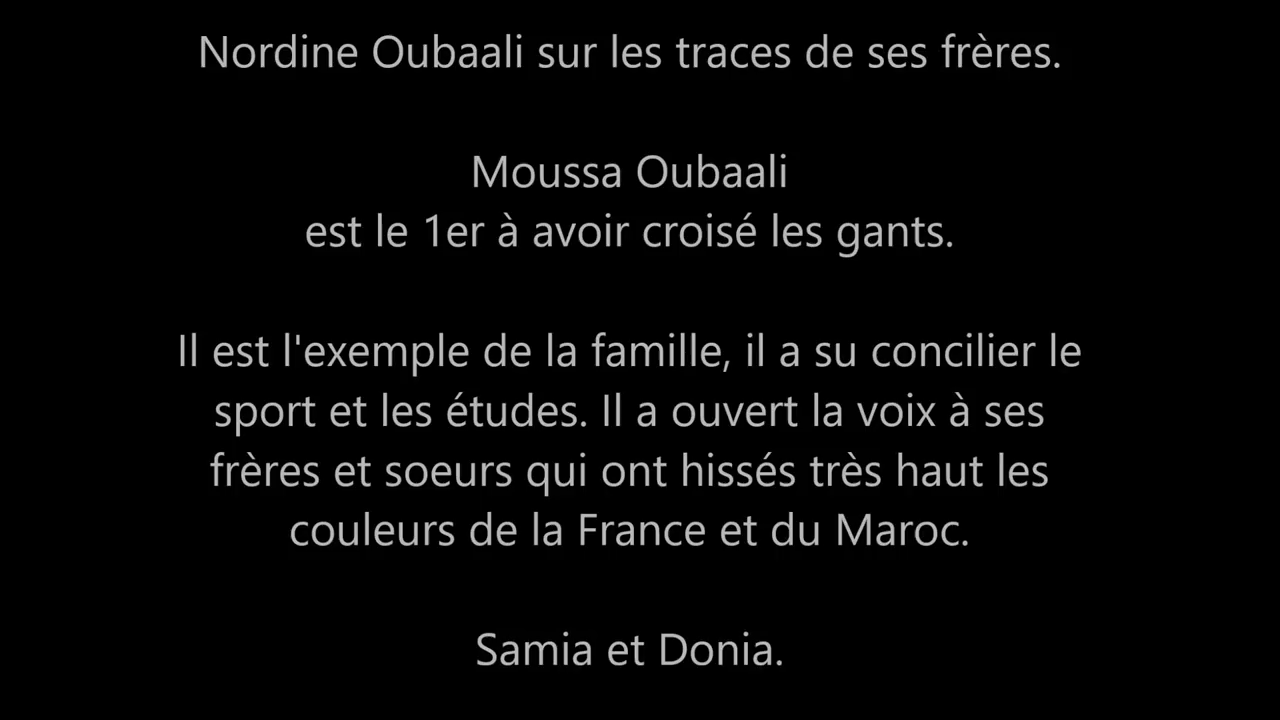 Nordine Oubaali sur les traces de ses frères.
Moussa Oubaali
est le 1er à avoir croisé les gants.
Il est l'exemple de la famille, il a su concilier le
sport et les études. Il a ouvert la voix à ses
frères et soeurs qui ont hissés très haut les
couleurs de la France et du Maroc.
Samia et Donia.